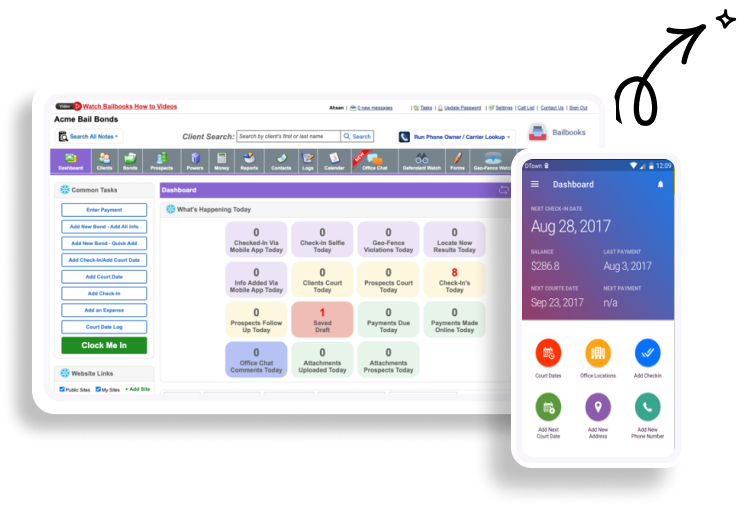 Video Watch Bailbooks How to Videos
Ahsan | 0 new messages | Tasks | Update Password | Settings | Call List | Contact Us | Sign Out
Acme Bail Bonds
Search All Notes
Client Search: Search by client's first or last name Search
Run Phone Owner / Carrier Lookup
Bailbooks
Dashboard Clients Bonds Prospects Powers Money Reports Contacts Logs Calendar NEW Office Chat Defendant Watch Forms Geo-Fence Watch
Common Tasks
Enter Payment
Add New Bond - Add All Info
Add New Bond - Quick Add
Add Check-In/Add Court Date
Add Court Date
Add Check-In
Add an Expense
Court Date Log
Clock Me In
Website Links
Public Sites My Sites + Add Site
Dashboard
What's Happening Today
0
Checked-In Via
Mobile App Today
0
Check-In Selfie
Today
0
Geo-Fence
Violations Today
0
Locate Now
Results Today
0
Info Added Via
Mobile App Today
0
Clients Court
Today
0
Prospects Court
Today
8
Check-In's
Today
0
Prospects Follow
Up Today
1
Saved
Draft
0
Payments Due
Today
0
Payments Made
Online Today
0
Office Chat
Comments Today
0
Attachments
Uploaded Today
0
Attachments
Prospects Today
DTown 12:09
Dashboard
NEXT CHECK-IN DATE
Aug 28, 2017
BALANCE LAST PAYMENT
$286.8 Aug 3, 2017
NEXT COURTE DATE NEXT PAYMENT
Sep 23, 2017 n/a
Court Dates
Office Locations
Add Checkin
Add Next
Court Date
Add New
Address
Add New
Phone Number